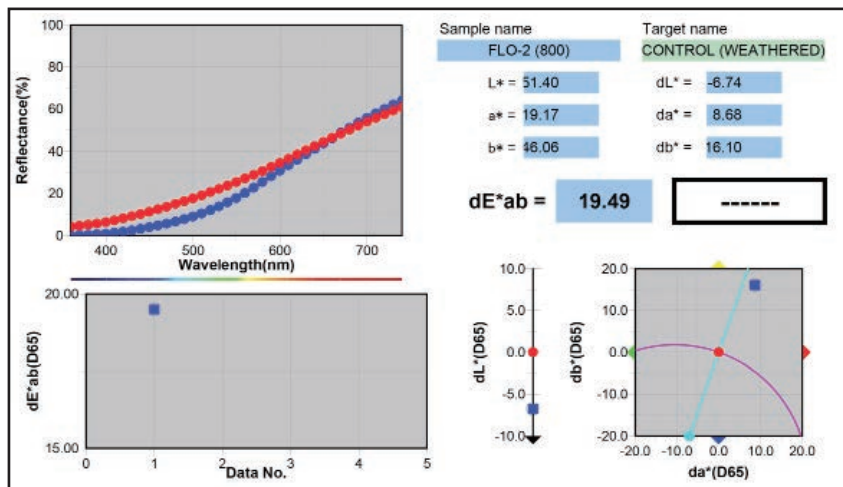 Sample name
Target name
FLO-2 (800)
CONTROL (WEATHERED)
L* = 51.40
dL* = -6.74
a* = 19.17
da* = 8.68
b* = 46.06
db* = 16.10
dE*ab = 19.49
------
100
80
60
40
20
0
Reflectance(%)
400
500
600
700
Wavelength(nm)
20.00
15.00
dE*ab(D65)
0
1
2
3
4
5
Data No.
10.0
5.0
0.0
-5.0
-10.0
dL*(D65)
20.0
10.0
0.0
-10.0
-20.0
db*(D65)
-20.0
-10.0
0.0
10.0
20.0
da*(D65)